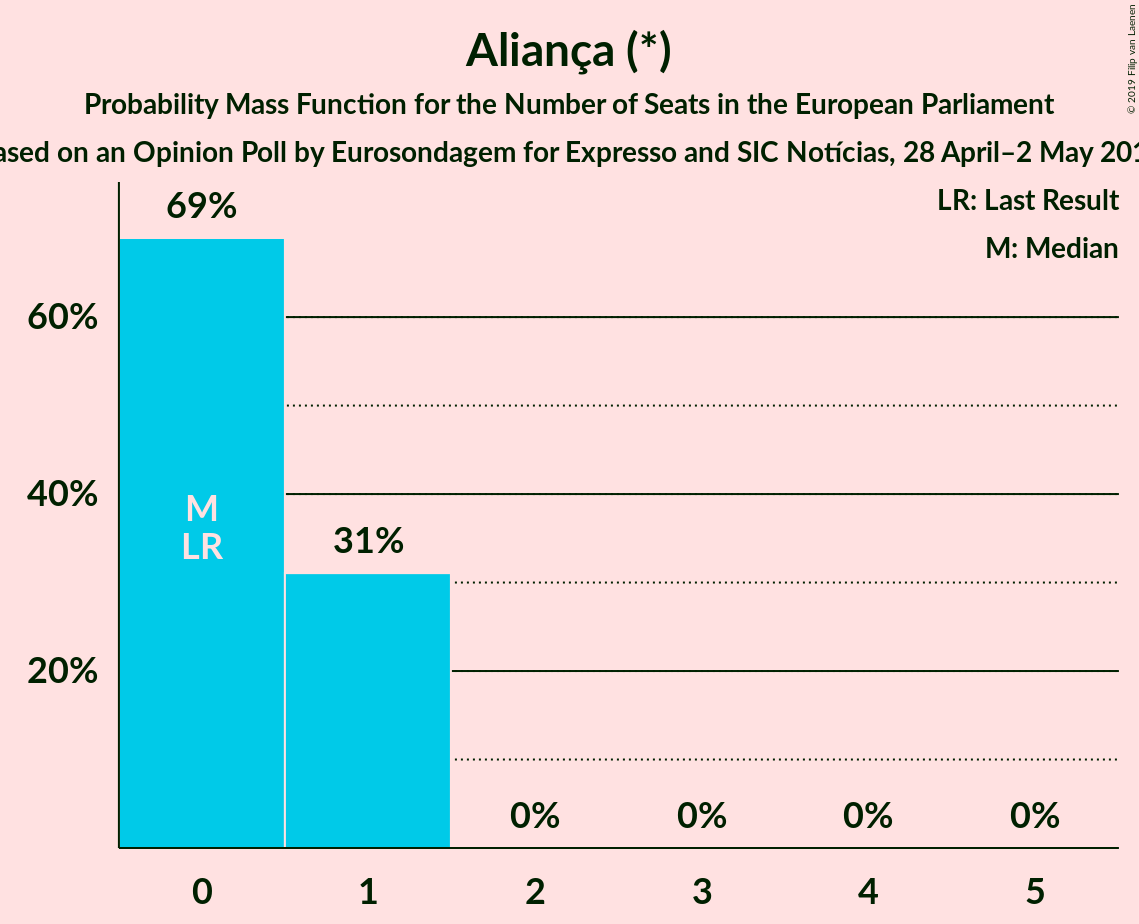 Aliança (*)
Probability Mass Function for the Number of Seats in the European Parliament
ased on an Opinion Poll by Eurosondagem for Expresso and SIC Notícias, 28 April–2 May 201
© 2019 Filip van Laenen
LR: Last Result
M: Median
69%
60%
40%
M
LR
31%
20%
0% 0% 0% 0%
0 1 2 3 4 5